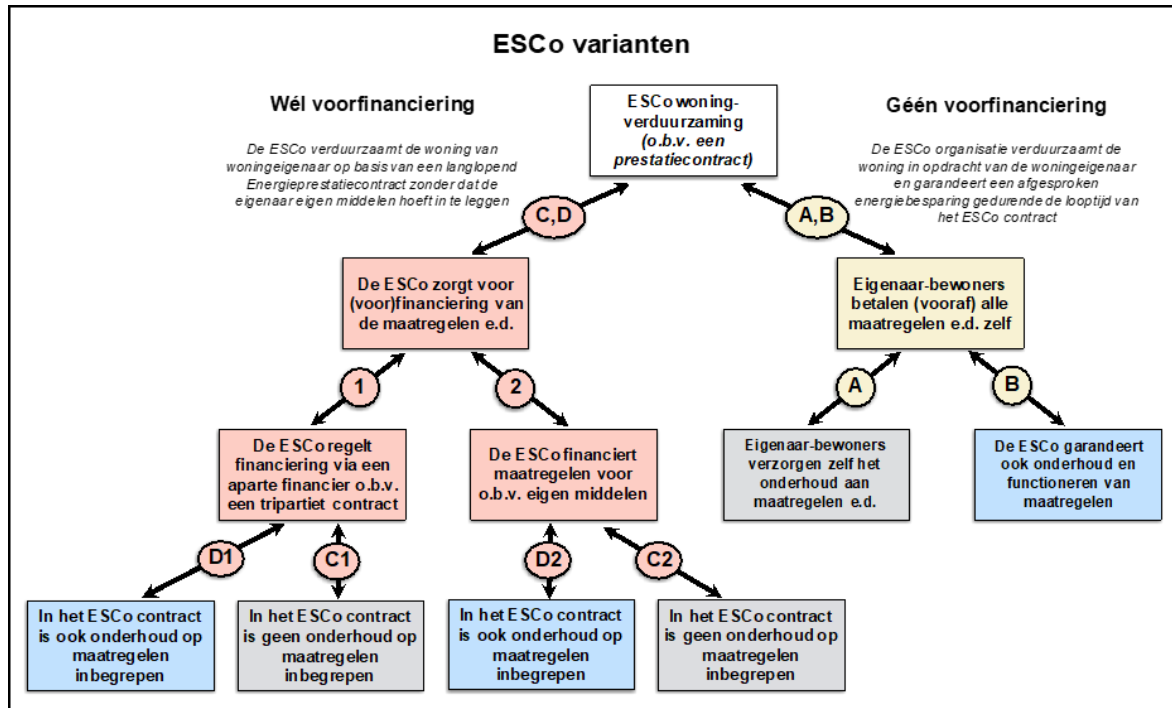 ESCo varianten
Wél voorfinanciering
De ESCo verduurzaamt de woning van
woningeigenaar op basis van een langlopend
Energieprestatiecontract zonder dat de
eigenaar eigen middelen hoeft in te leggen
ESCo woning-
verduurzaming
(o.b.v. een
prestatiecontract)
Géén voorfinanciering
De ESCo organisatie verduurzaamt de
woning in opdracht van de woningeigenaar
en garandeert een afgesproken
energiebesparing gedurende de looptijd van
het ESCo contract
C,D
A,B
De ESCo zorgt voor
(voor)financiering van
de maatregelen e.d.
Eigenaar-bewoners
betalen (vooraf) alle
maatregelen e.d. zelf
1
2
A
B
De ESCo regelt
financiering via een
aparte financier o.b.v.
een tripartiet contract
De ESCo financiert
maatregelen voor
o.b.v. eigen middelen
Eigenaar-bewoners
verzorgen zelf het
onderhoud aan
maatregelen e.d.
De ESCo garandeert
ook onderhoud en
functioneren van
maatregelen
D1
C1
D2
C2
In het ESCo contract
is ook onderhoud op
maatregelen
inbegrepen
In het ESCo contract
is geen onderhoud op
maatregelen
inbegrepen
In het ESCo contract
is ook onderhoud op
maatregelen
inbegrepen
In het ESCo contract
is geen onderhoud op
maatregelen
inbegrepen